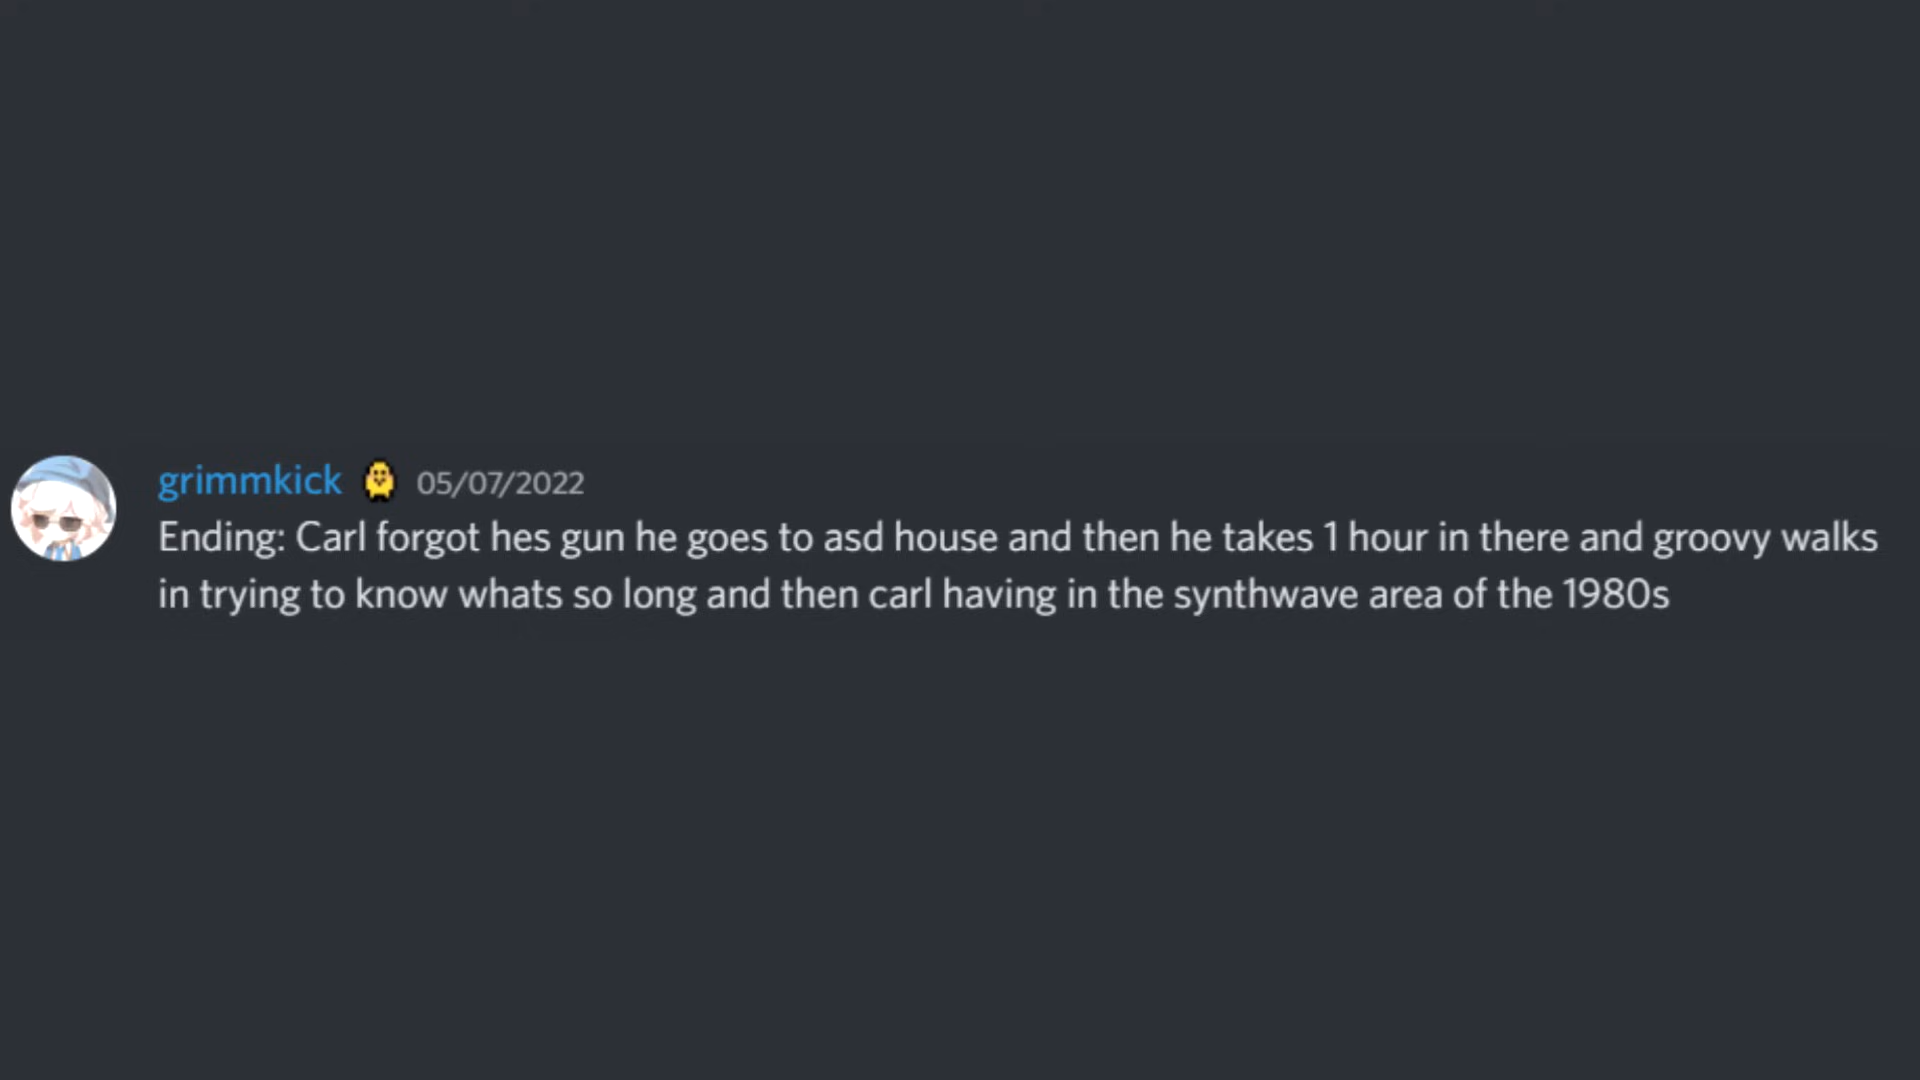 grimmkick 05/07/2022
Ending: Carl forgot hes gun he goes to asd house and then he takes 1 hour in there and groovy walks
in trying to know whats so long and then carl having in the synthwave area of the 1980s